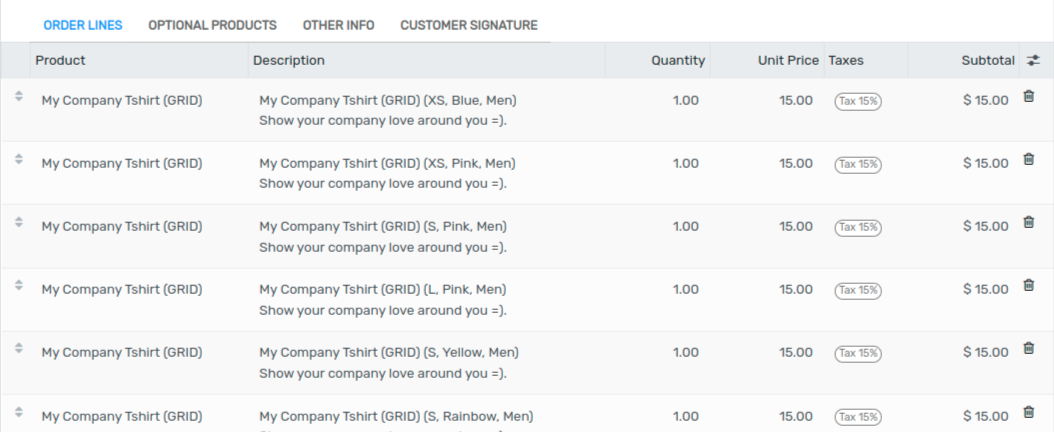 ORDER LINES OPTIONAL PRODUCTS OTHER INFO CUSTOMER SIGNATURE
Product Description Quantity Unit Price Taxes Subtotal
My Company Tshirt (GRID) My Company Tshirt (GRID) (XS, Blue, Men) 1.00 15.00 Tax 15% $ 15.00
Show your company love around you =).
My Company Tshirt (GRID) My Company Tshirt (GRID) (XS, Pink, Men) 1.00 15.00 Tax 15% $ 15.00
Show your company love around you =).
My Company Tshirt (GRID) My Company Tshirt (GRID) (S, Pink, Men) 1.00 15.00 Tax 15% $ 15.00
Show your company love around you =).
My Company Tshirt (GRID) My Company Tshirt (GRID) (L, Pink, Men) 1.00 15.00 Tax 15% $ 15.00
Show your company love around you =).
My Company Tshirt (GRID) My Company Tshirt (GRID) (S, Yellow, Men) 1.00 15.00 Tax 15% $ 15.00
Show your company love around you =).
My Company Tshirt (GRID) My Company Tshirt (GRID) (S, Rainbow, Men) 1.00 15.00 Tax 15% $ 15.00